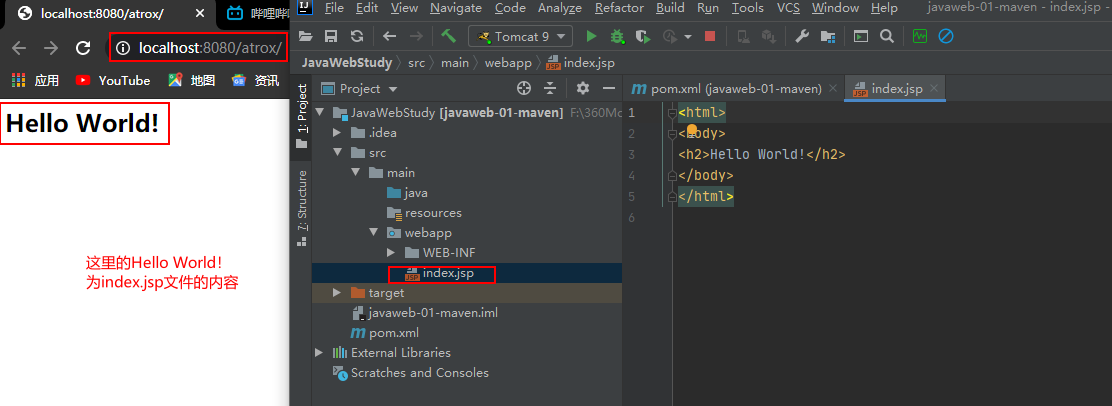 localhost:8080/atrox/
哔哩哔
localhost:8080/atrox/
应用
YouTube
地图
资讯
Hello World!
这里的Hello World!
为index.jsp文件的内容
File Edit View Navigate Code Analyze Refactor Build Run Tools VCS Window Help
javaweb-01-maven - index.jsp
Tomcat 9
JavaWebStudy
src
main
webapp
index.jsp
1: Project
7: Structure
Project
JavaWebStudy [javaweb-01-maven]
.idea
src
main
java
resources
webapp
WEB-INF
index.jsp
target
javaweb-01-maven.iml
pom.xml
External Libraries
Scratches and Consoles
pom.xml (javaweb-01-maven)
index.jsp
1 <html>
2 <body>
3 <h2>Hello World!</h2>
4 </body>
5 </html>
6